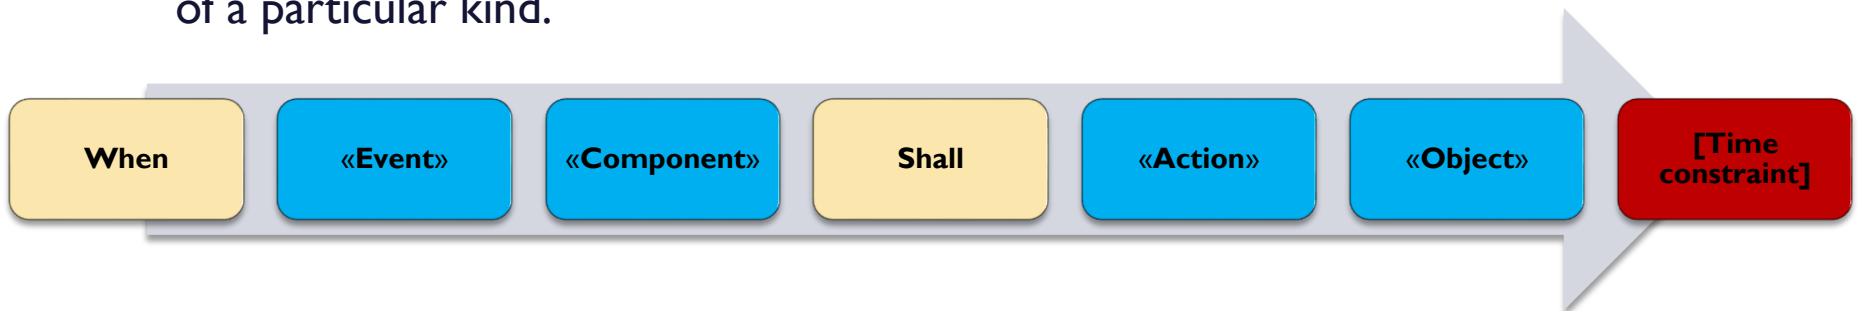 of a particular kind.
When
«Event»
«Component»
Shall
«Action»
«Object»
[Time
constraint]